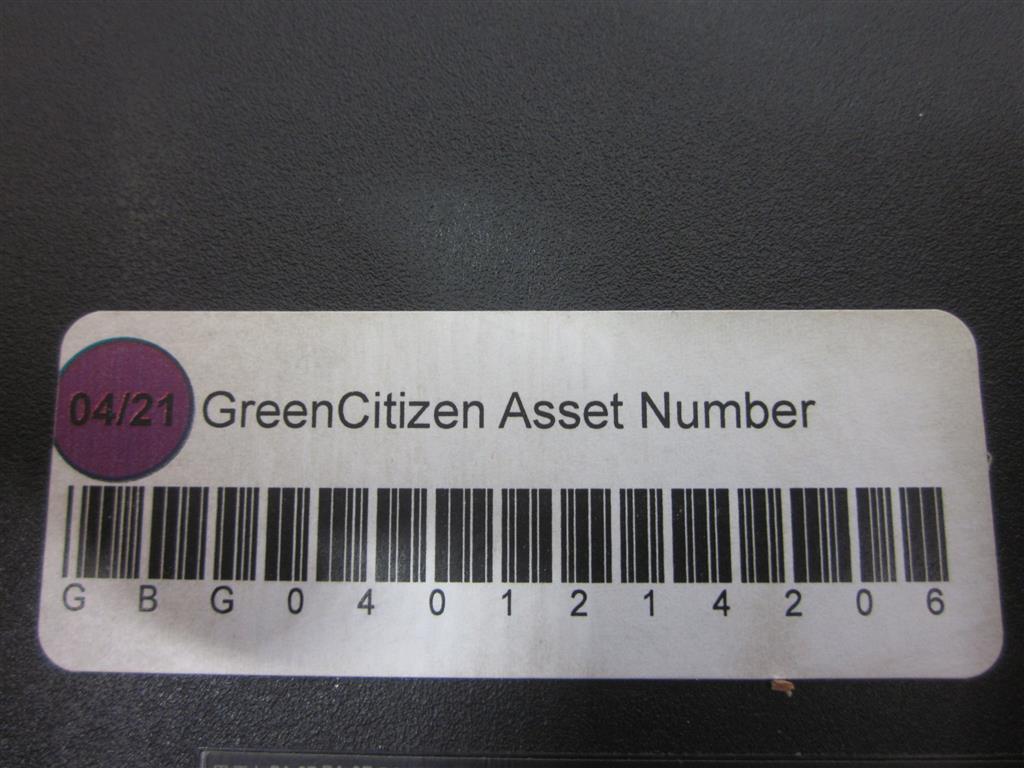 04/21 GreenCitizen Asset Number
G B G 0 4 0 1 2 1 4 2 0 6